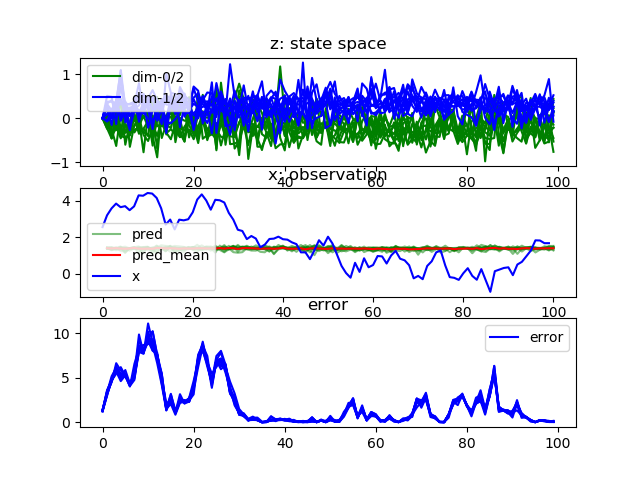 z: state space
1
0
−1
dim-0/2
dim-1/2
0 20 40 60 80 100
x: observation
4
2
0
pred
pred_mean
x
0 20 40 60 80 100
error
10
5
0
error
0 20 40 60 80 100